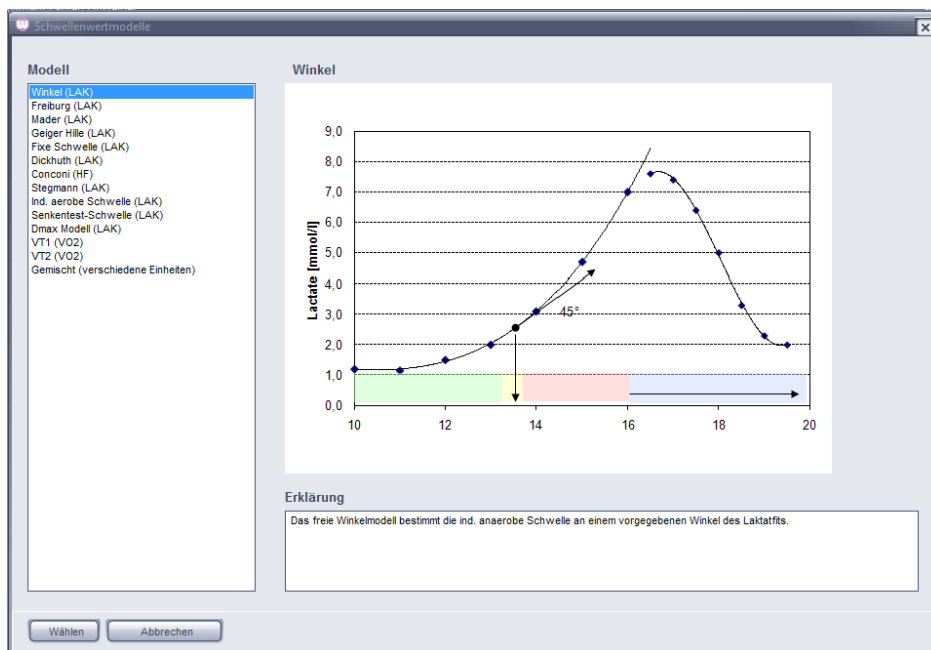 Schwellenwertmodelle
Modell
Winkel (LAK)
Freiburg (LAK)
Mader (LAK)
Geiger Hille (LAK)
Fixe Schwelle (LAK)
Dickhuth (LAK)
Conconi (HF)
Stegmann (LAK)
Ind. aerobe Schwelle (LAK)
Senkentest-Schwelle (LAK)
Dmax Modell (LAK)
VT1 (VO2)
VT2 (VO2)
Gemischt (verschiedene Einheiten)
Winkel
Lactate [mmol/l]
9,0
8,0
7,0
6,0
5,0
4,0
3,0
2,0
1,0
0,0
45°
10 12 14 16 18 20
Erklärung
Das freie Winkelmodell bestimmt die ind. anaerobe Schwelle an einem vorgegebenen Winkel des Laktatfits.
Wählen Abbrechen